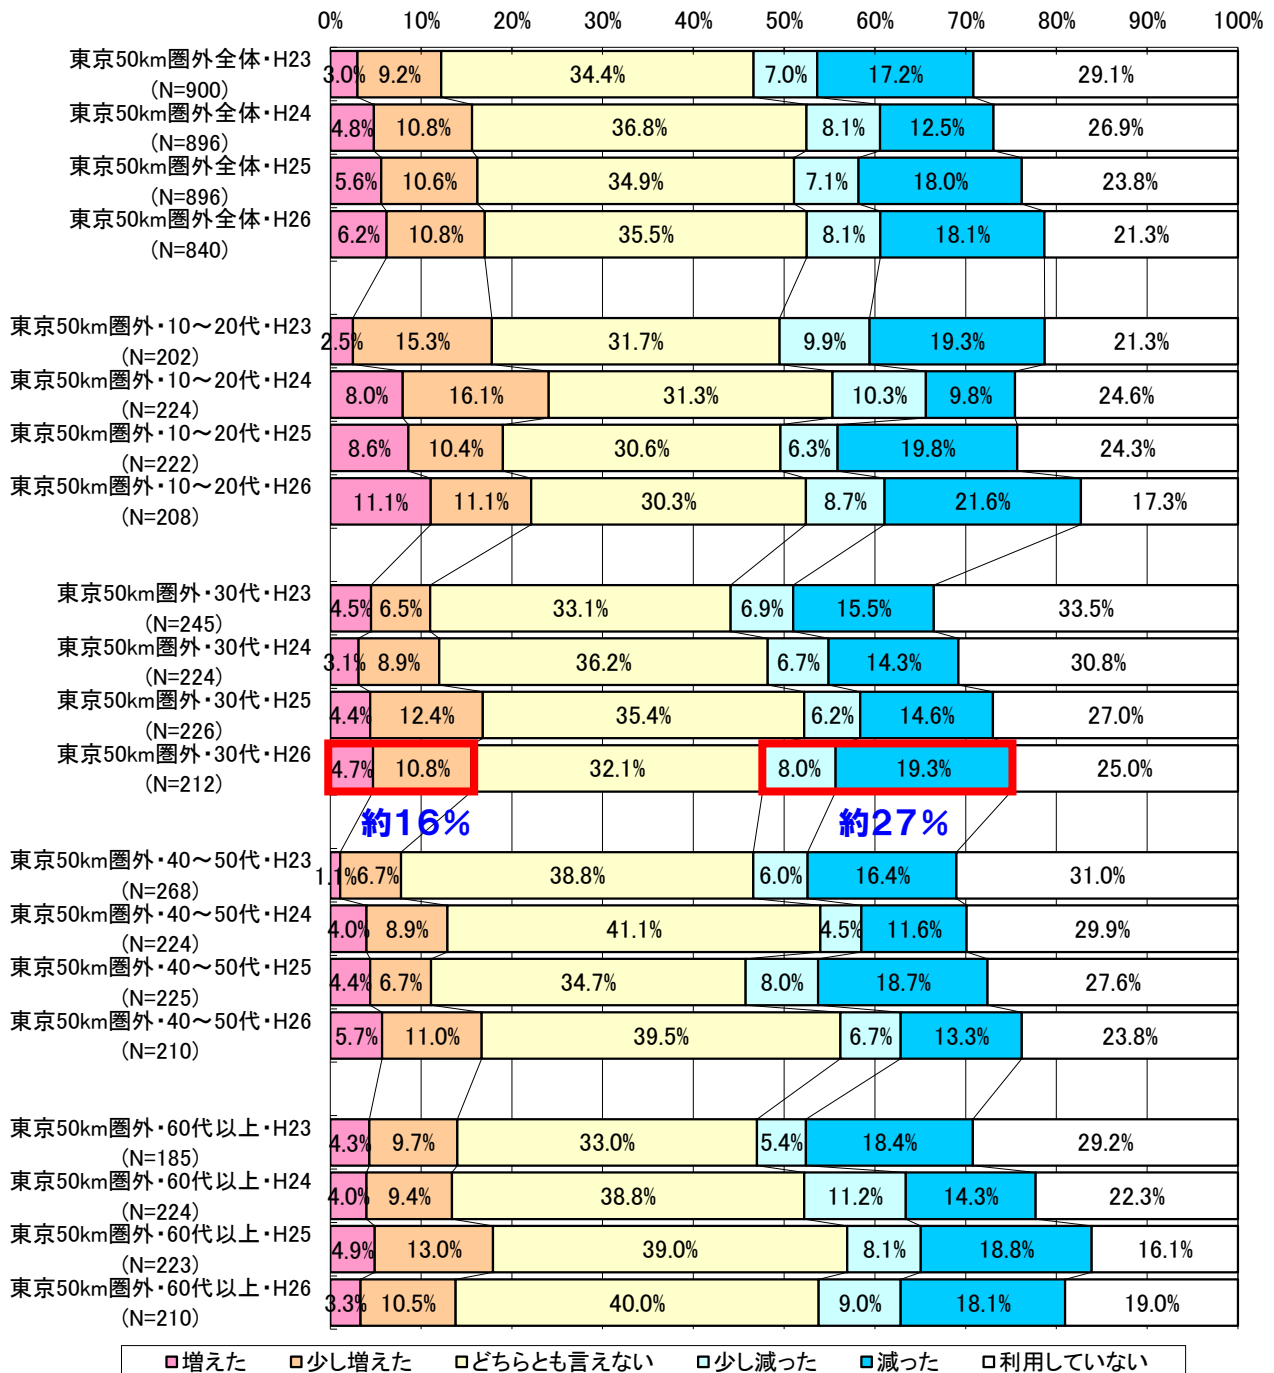 0% 10% 20% 30% 40% 50% 60% 70% 80% 90% 100%
東京50km圏外全体・H23
(N=900)
3.0% 9.2% 34.4% 7.0% 17.2% 29.1%
東京50km圏外全体・H24
(N=896)
4.8% 10.8% 36.8% 8.1% 12.5% 26.9%
東京50km圏外全体・H25
(N=896)
5.6% 10.6% 34.9% 7.1% 18.0% 23.8%
東京50km圏外全体・H26
(N=840)
6.2% 10.8% 35.5% 8.1% 18.1% 21.3%
東京50km圏外・10～20代・H23
(N=202)
2.5% 15.3% 31.7% 9.9% 19.3% 21.3%
東京50km圏外・10～20代・H24
(N=224)
8.0% 16.1% 31.3% 10.3% 9.8% 24.6%
東京50km圏外・10～20代・H25
(N=222)
8.6% 10.4% 30.6% 6.3% 19.8% 24.3%
東京50km圏外・10～20代・H26
(N=208)
11.1% 11.1% 30.3% 8.7% 21.6% 17.3%
東京50km圏外・30代・H23
(N=245)
4.5% 6.5% 33.1% 6.9% 15.5% 33.5%
東京50km圏外・30代・H24
(N=224)
3.1% 8.9% 36.2% 6.7% 14.3% 30.8%
東京50km圏外・30代・H25
(N=226)
4.4% 12.4% 35.4% 6.2% 14.6% 27.0%
東京50km圏外・30代・H26
(N=212)
4.7% 10.8% 32.1% 8.0% 19.3% 25.0%
約16% 約27%
東京50km圏外・40～50代・H23
(N=268)
1.1% 6.7% 38.8% 6.0% 16.4% 31.0%
東京50km圏外・40～50代・H24
(N=224)
4.0% 8.9% 41.1% 4.5% 11.6% 29.9%
東京50km圏外・40～50代・H25
(N=225)
4.4% 6.7% 34.7% 8.0% 18.7% 27.6%
東京50km圏外・40～50代・H26
(N=210)
5.7% 11.0% 39.5% 6.7% 13.3% 23.8%
東京50km圏外・60代以上・H23
(N=185)
4.3% 9.7% 33.0% 5.4% 18.4% 29.2%
東京50km圏外・60代以上・H24
(N=224)
4.0% 9.4% 38.8% 11.2% 14.3% 22.3%
東京50km圏外・60代以上・H25
(N=223)
4.9% 13.0% 39.0% 8.1% 18.8% 16.1%
東京50km圏外・60代以上・H26
(N=210)
3.3% 10.5% 40.0% 9.0% 18.1% 19.0%
増えた 少し増えた どちらとも言えない 少し減った 減った 利用していない